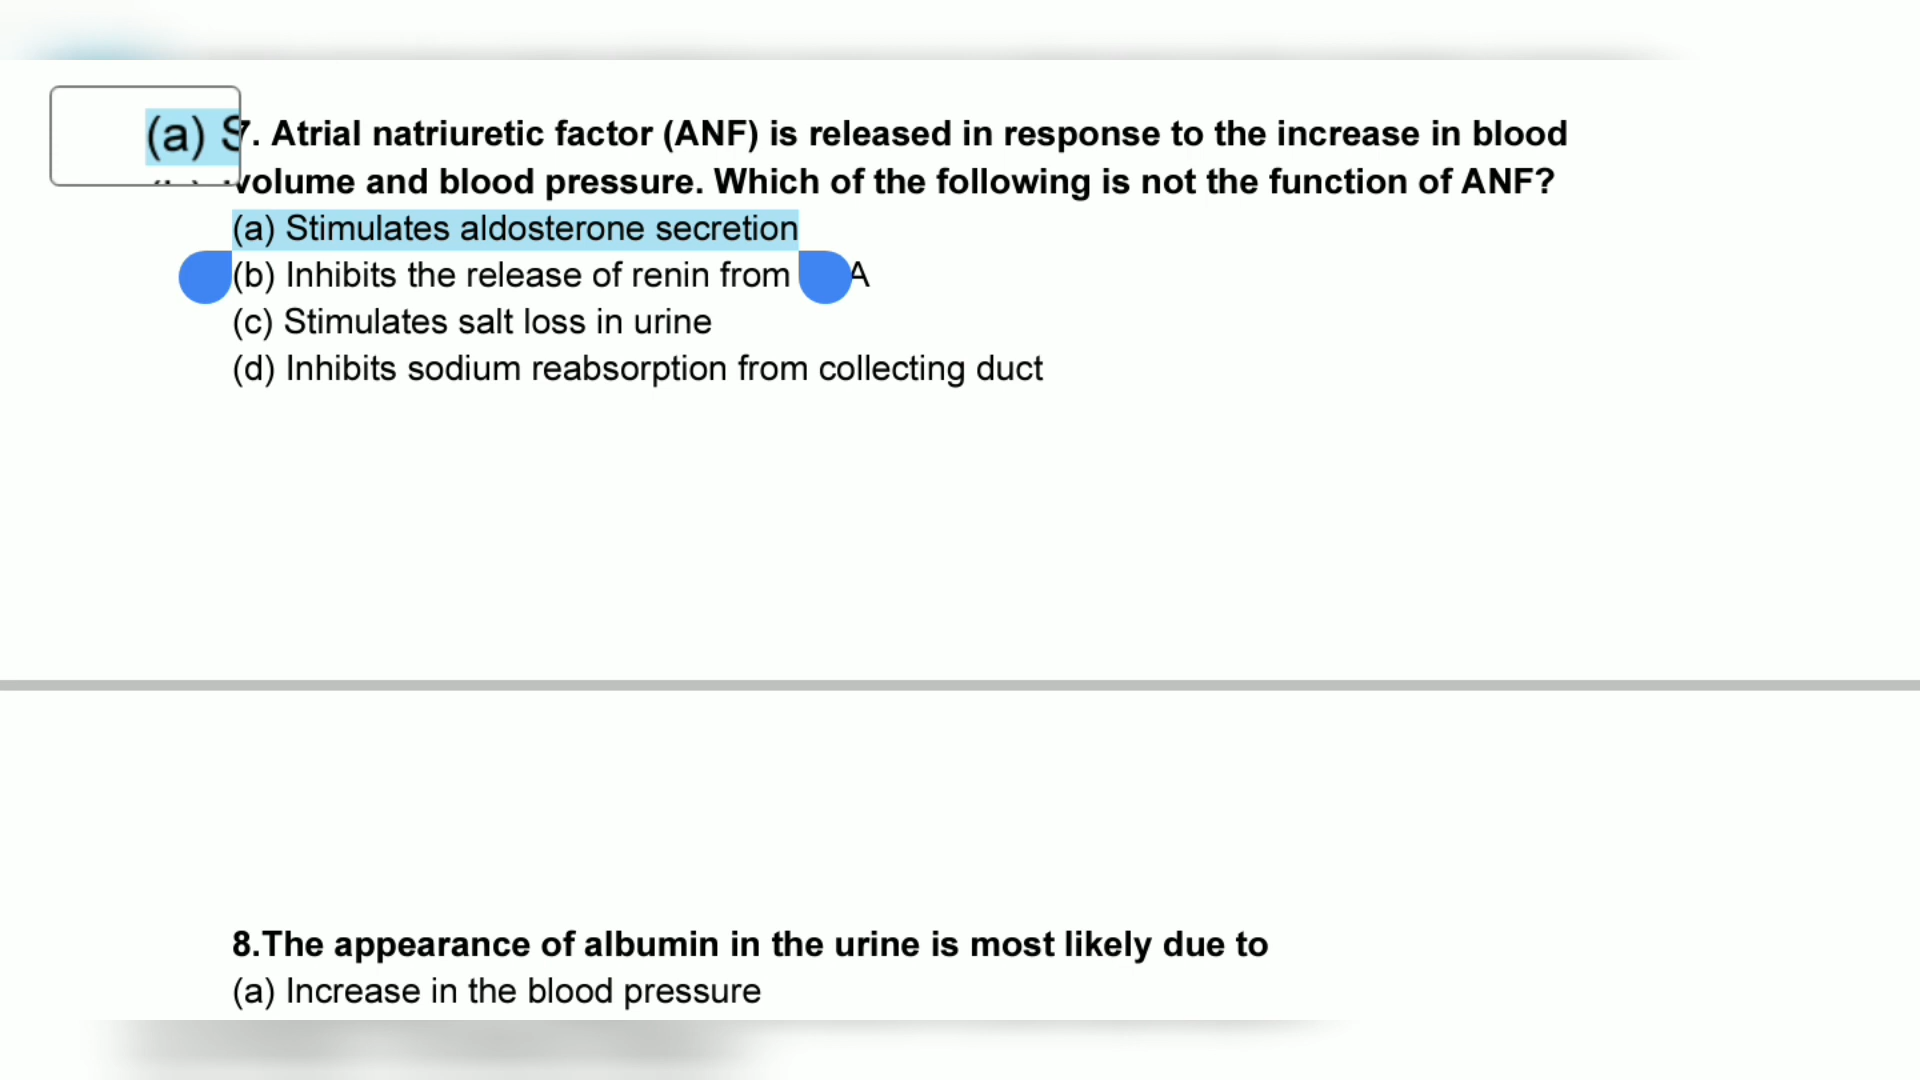 (a) S
7. Atrial natriuretic factor (ANF) is released in response to the increase in blood
volume and blood pressure. Which of the following is not the function of ANF?
(a) Stimulates aldosterone secretion
(b) Inhibits the release of renin from A
(c) Stimulates salt loss in urine
(d) Inhibits sodium reabsorption from collecting duct
8.The appearance of albumin in the urine is most likely due to
(a) Increase in the blood pressure